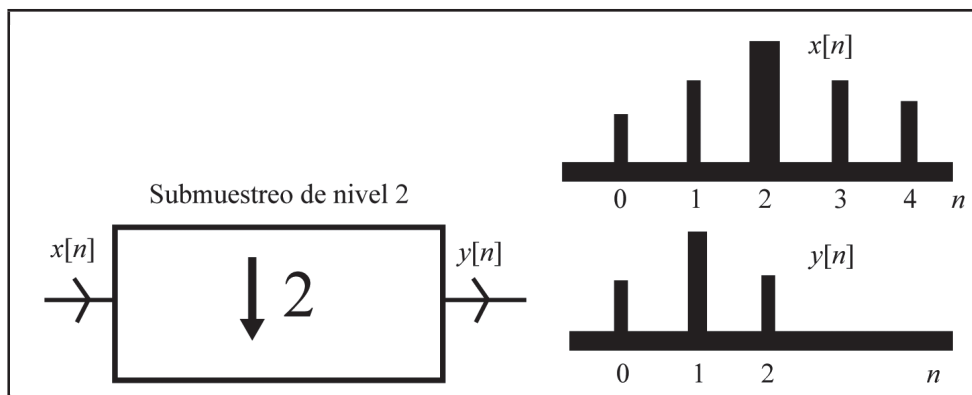 Submuestreo de nivel 2
x[n]
↓ 2
y[n]
x[n]
0 1 2 3 4 n
y[n]
0 1 2 n